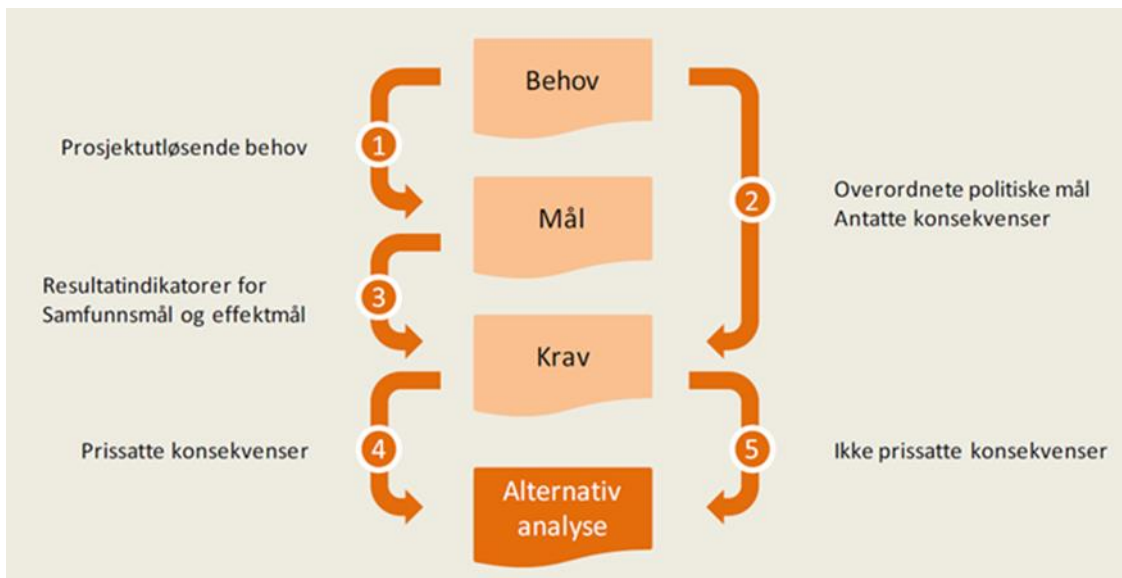 Behov
1
Prosjektutløsende behov
2
Overordnete politiske mål
Antatte konsekvenser
Mål
3
Resultatindikatorer for
Samfunnsmål og effektmål
Krav
4
Prissatte konsekvenser
5
Ikke prissatte konsekvenser
Alternativ
analyse